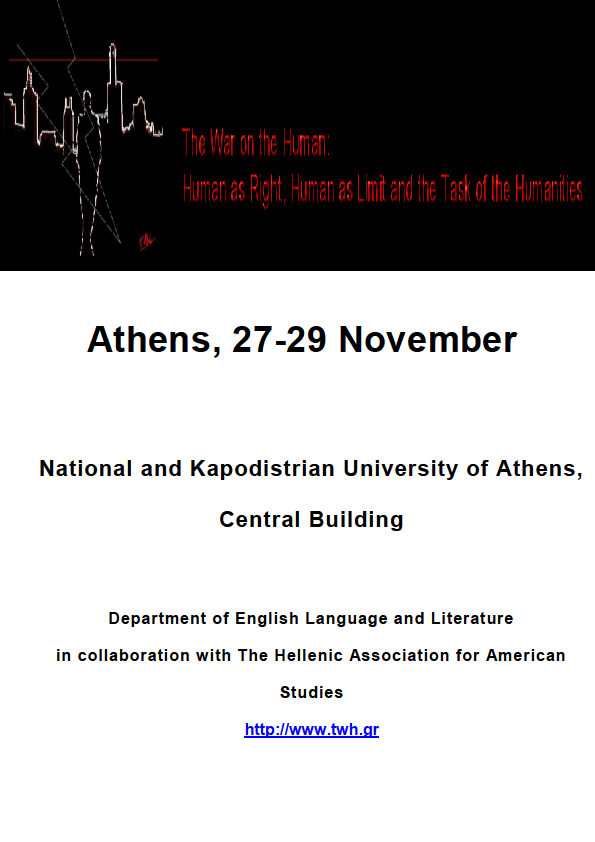 The War on the Human:
Human as Right, Human as Limit and the Task of the Humanities
Athens, 27-29 November
National and Kapodistrian University of Athens,
Central Building
Department of English Language and Literature
in collaboration with The Hellenic Association for American
Studies
http://www.twh.gr